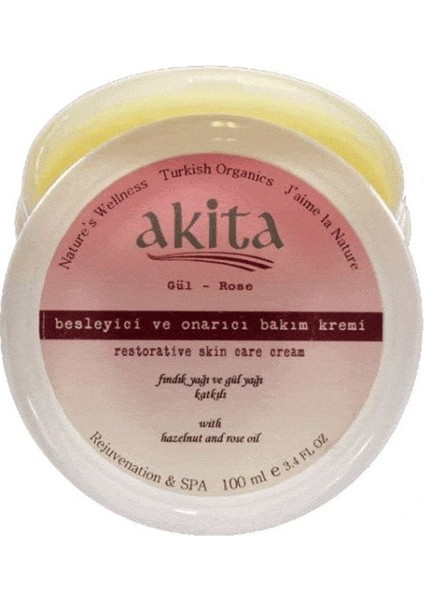 Nature's Wellness Turkish Organics J'aime la Nature
akita
Gül - Rose
besleyici ve onarıcı bakım kremi
restorative skin care cream
fındık yağı ve gül yağı
katkılı
with
hazelnut and rose oil
Rejuvenation & SPA 100 ml e 3.4 FL OZ